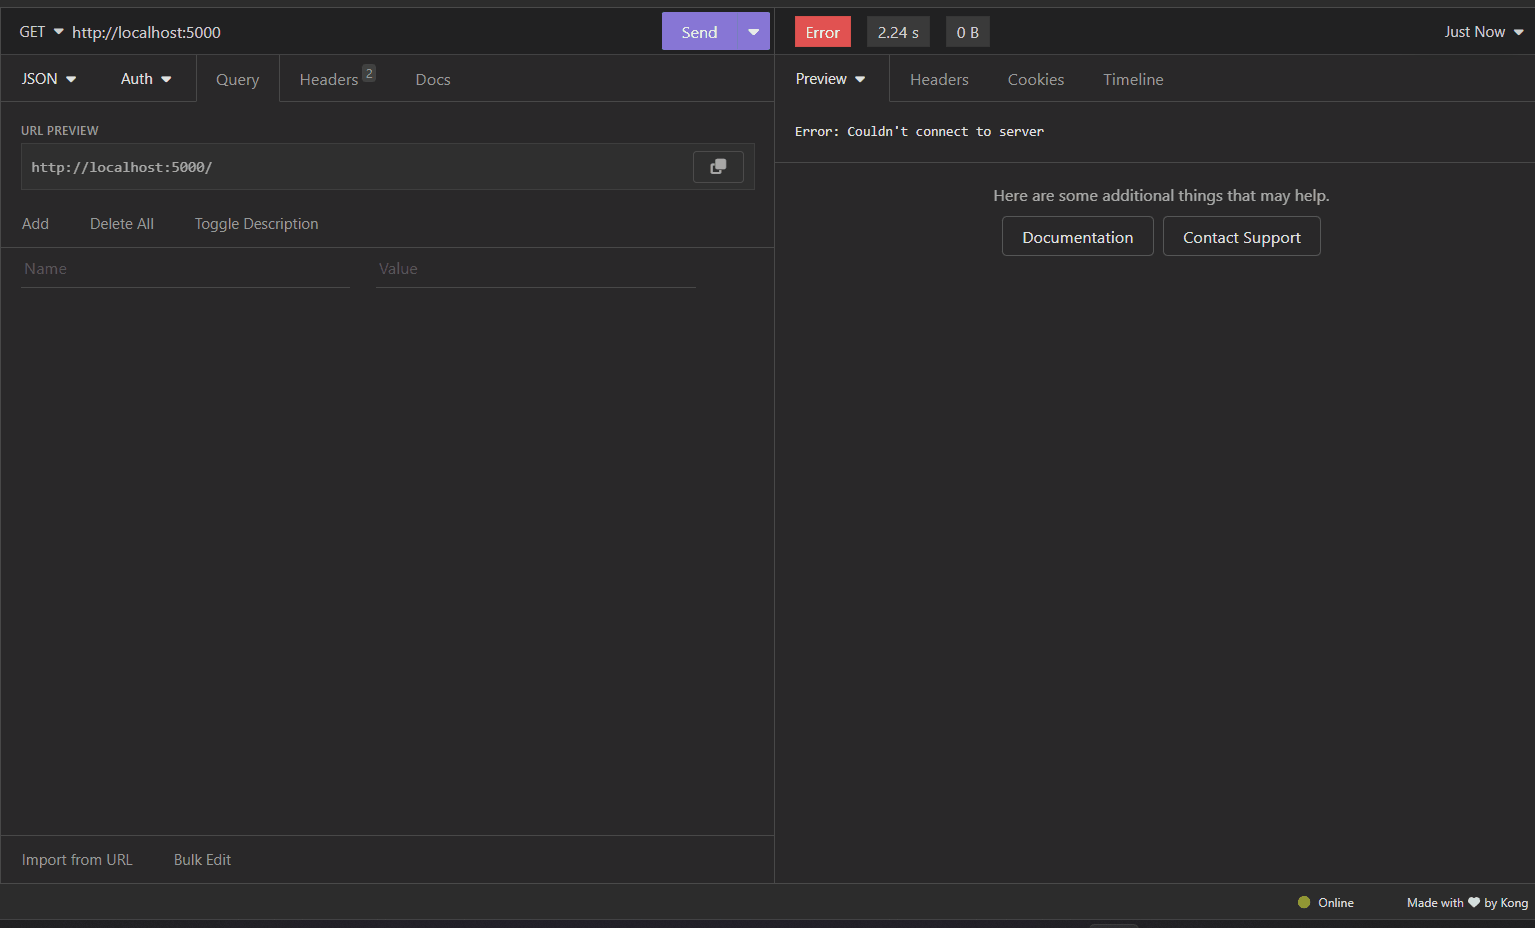 GET http://localhost:5000 Send
JSON Auth Query Headers 2 Docs
URL PREVIEW
http://localhost:5000/
Add Delete All Toggle Description
Name Value
Import from URL Bulk Edit
Error 2.24 s 0 B Just Now
Preview Headers Cookies Timeline
Error: Couldn't connect to server
Here are some additional things that may help.
Documentation Contact Support
Online Made with ❤ by Kong